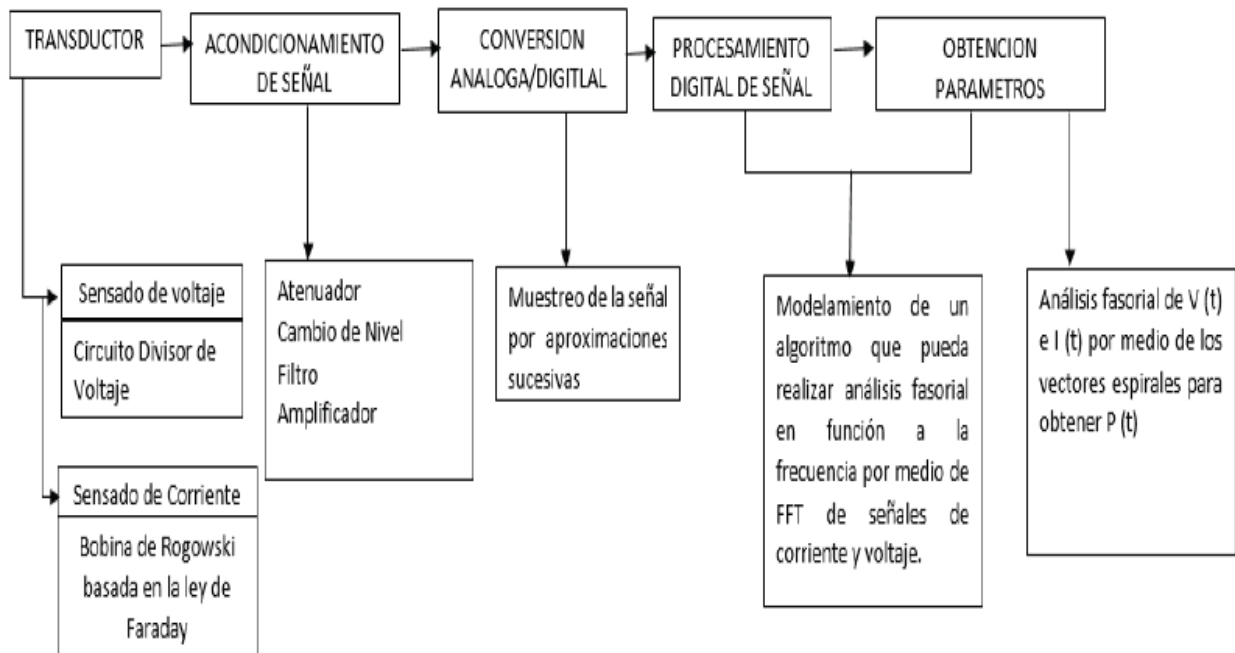 TRANSDUCTOR
ACONDICIONAMIENTO
DE SEÑAL
CONVERSION
ANALOGA/DIGITLAL
PROCESAMIENTO
DIGITAL DE SEÑAL
OBTENCION
PARAMETROS
Sensado de voltaje
Circuito Divisor de
Voltaje
Sensado de Corriente
Bobina de Rogowski
basada en la ley de
Faraday
Atenuador
Cambio de Nivel
Filtro
Amplificador
Muestreo de la señal
por aproximaciones
sucesivas
Modelamiento de un
algoritmo que pueda
realizar análisis fasorial
en función a la
frecuencia por medio de
FFT de señales de
corriente y voltaje.
Análisis fasorial de V (t)
e I (t) por medio de los
vectores espirales para
obtener P (t)